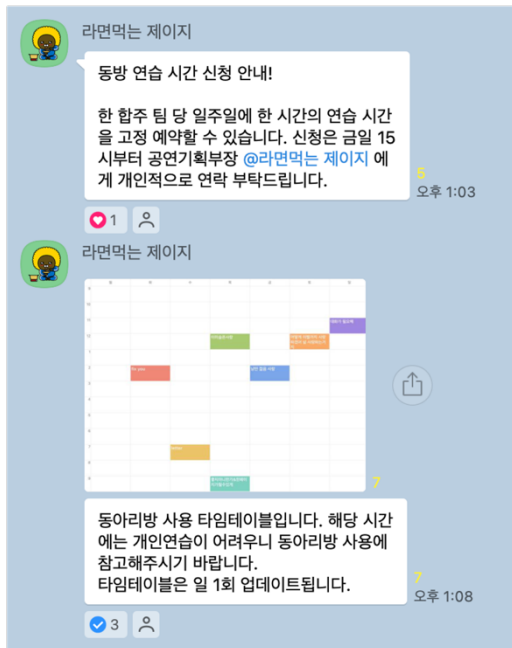 라면먹는 제이지
동방 연습 시간 신청 안내!
한 합주 팀 당 일주일에 한 시간의 연습 시간
을 고정 예약할 수 있습니다. 신청은 금일 15
시부터 공연기획부장 @라면먹는 제이지 에
게 개인적으로 연락 부탁드립니다.
5
오후 1:03
1
라면먹는 제이지
for you
7
동아리방 사용 타임테이블입니다. 해당 시간
에는 개인연습이 어려우니 동아리방 사용에
참고해주시기 바랍니다.
타임테이블은 일 1회 업데이트됩니다.
7
오후 1:08
3